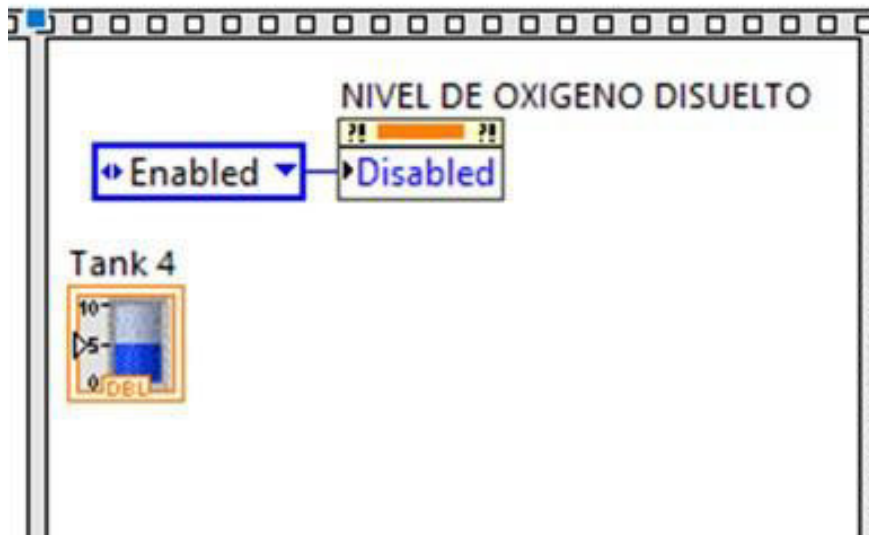 NIVEL DE OXIGENO DISUELTO
?! ?!
Enabled
Disabled
Tank 4
10
5
0
DBL